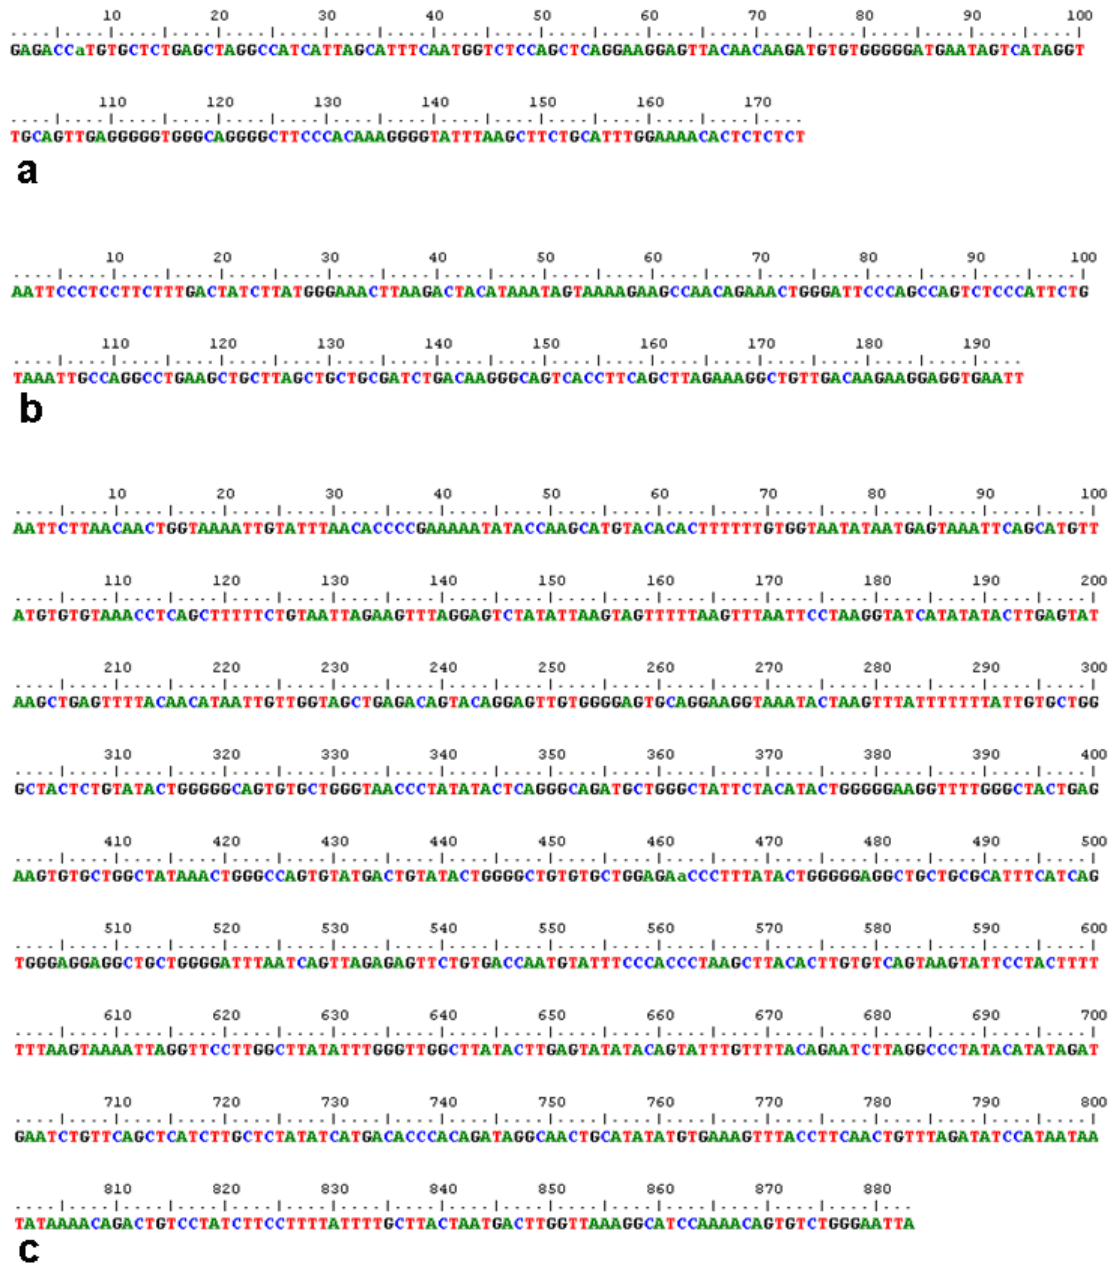 10 20 30 40 50 60 70 80 90 100
GAGACCaTGTGCTCTGAGCTAGGCCATCATTAGCATTTCAATGGTCTCCAGCTCAGGAAGGAGTTACAACAAGATGTGTGGGGGATGAATAGTCATAGGT
110 120 130 140 150 160 170
TGCAGTTGAGGGGGTGGGCAGGGGCTTCCCACAAAGGGGTATTTAAGCTTCTGCATTTGGAAAACACTCTCTCT
a
10 20 30 40 50 60 70 80 90 100
AATTCCCTCCTTCTTTGACTATCTTATGGGAAACTTAAGACTACATAAATAGTAAAAGAAGCCAACAGAAACTGGGATTCCCAGCCAGTCTCCCATTCTG
110 120 130 140 150 160 170 180 190
TAAATTGCCAGGCCTGAAGCTGCTTAGCTGCTGCGATCTGACAAGGGCAGTCACCTTCAGCTTAGAAAGGCTGTTGACAAGAAGGAGGTGAATT
b
10 20 30 40 50 60 70 80 90 100
AATTCTTAACAACTGGTAAAATTGTATTTAACACCCCGAAAAATATACCAAGCATGTACACACTTTTTTGTGGTAATATAATGAGTAAATTCAGCATGTT
110 120 130 140 150 160 170 180 190 200
ATGTGTGTAAACCTCAGCTTTTTCTGTAATTAGAAGTTTAGGAGTCTATATTAAGTAGTTTTTAAGTTTAATTCCTAAGGTATCATATATACTTGAGTAT
210 220 230 240 250 260 270 280 290 300
AAGCTGAGTTTTACAACATAATTGTTGGTAGCTGAGACAGTACAGGAGTTGTGGGGAGTGCAGGAAGGTAAATACTAAGTTTATTTTTTTATTGTGCTGG
310 320 330 340 350 360 370 380 390 400
GCTACTCTGTATACTGGGGGCAGTGTGCTGGGTAACCCTATATACTCAGGGCAGATGCTGGGCTATTCTACATACTGGGGGAAGGTTTTGGGCTACTGAG
410 420 430 440 450 460 470 480 490 500
AAGTGTGCTGGCTATAAACTGGGCCAGTGTATGACTGTATACTGGGGCTGTGTGCTGGAGAaCCCTTTATACTGGGGGAGGCTGCTGCGCATTTCATCAG
510 520 530 540 550 560 570 580 590 600
TGGGAGGAGGCTGCTGGGGATTTAATCAGTTAGAGAGTTCTGTGACCAATGTATTTCCCACCCTAAGCTTACACTTGTGTCAGTAAGTATTCCTACTTTT
610 620 630 640 650 660 670 680 690 700
TTTAAGTAAAATTAGGTTCCTTGGCTTATATTTGGGTTGGCTTATACTTGAGTATATACAGTATTTGTTTTACAGAATCTTAGGCCCTATACATATAGAT
710 720 730 740 750 760 770 780 790 800
GAATCTGTTCAGCTCATCTTGCTCTATATCATGACACCCACAGATAGGCAACTGCATATATGTGAAAGTTTACCTTCAACTGTTTAGATATCCATAATAA
810 820 830 840 850 860 870 880
TATAAAACAGACTGTCCTATCTTCCTTTTATTTTGCTTACTAATGACTTGGTTAAAGGCATCCAAAACAGTGTCTGGGAATTA
c